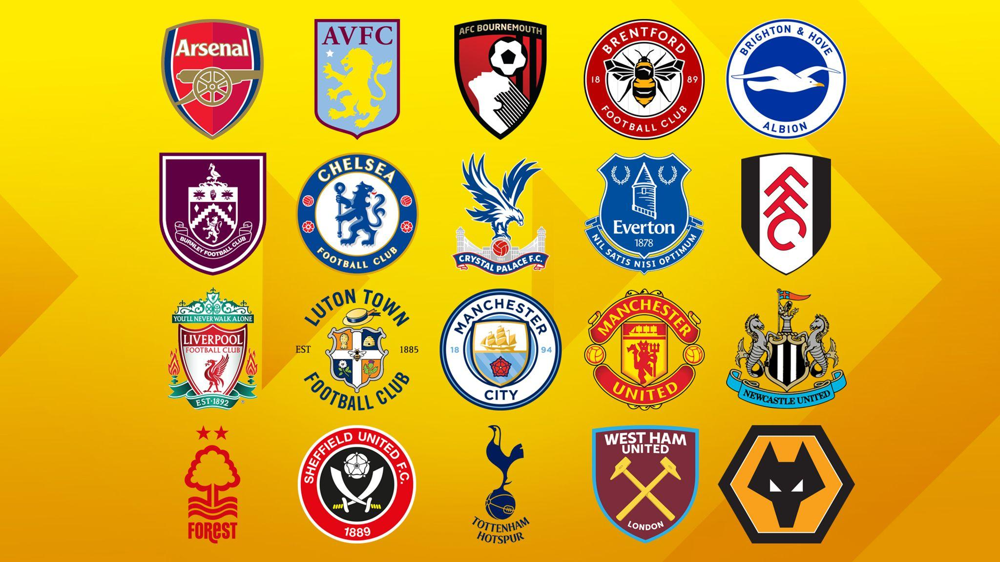 Arsenal
AVFC
AFC BOURNEMOUTH
BRENTFORD
18 89
FOOTBALL CLUB
BRIGHTON & HOVE
ALBION
BURNLEY FOOTBALL CLUB
CHELSEA
FOOTBALL CLUB
1861
CRYSTAL PALACE F.C.
Everton
1878
NIL SATIS NISI OPTIMUM
FFC
YOU'LL NEVER WALK ALONE
LIVERPOOL
FOOTBALL CLUB
EST·1892
LUTON TOWN
EST 1885
FOOTBALL CLUB
MANCHESTER
18 94
CITY
MANCHESTER
UNITED
NEWCASTLE UNITED
FOREST
SHEFFIELD UNITED F.C.
1889
TOTTENHAM
HOTSPUR
WEST HAM
UNITED
LONDON